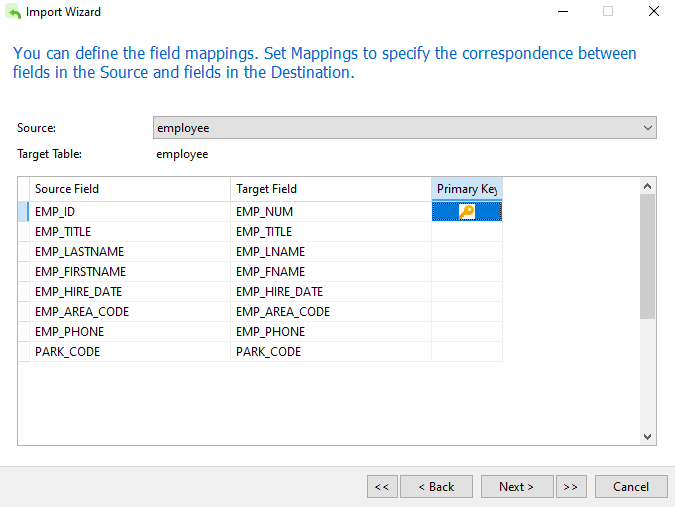 Import Wizard
You can define the field mappings. Set Mappings to specify the correspondence between
fields in the Source and fields in the Destination.
Source: employee
Target Table: employee
Source Field Target Field Primary Key
EMP_ID EMP_NUM
EMP_TITLE EMP_TITLE
EMP_LASTNAME EMP_LNAME
EMP_FIRSTNAME EMP_FNAME
EMP_HIRE_DATE EMP_HIRE_DATE
EMP_AREA_CODE EMP_AREA_CODE
EMP_PHONE EMP_PHONE
PARK_CODE PARK_CODE
<< < Back Next > >> Cancel